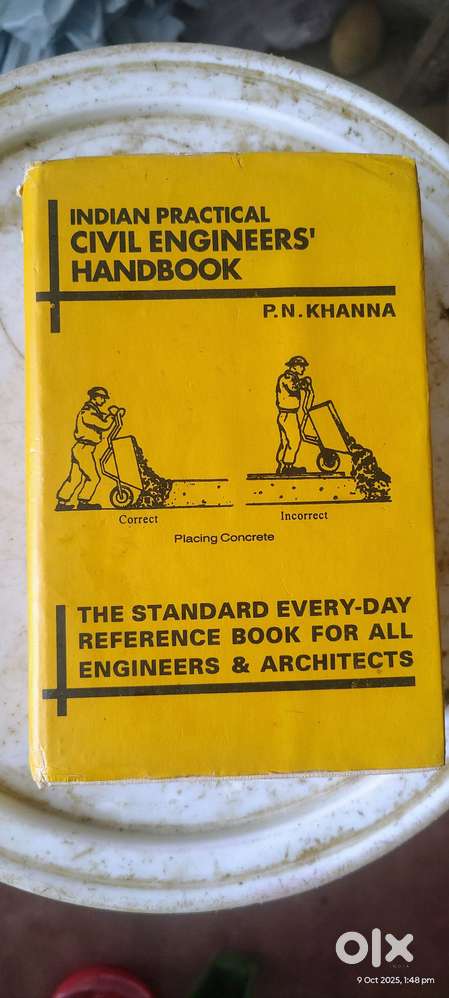 INDIAN PRACTICAL
CIVIL ENGINEERS'
HANDBOOK
P.N.KHANNA
Correct
Incorrect
Placing Concrete
THE STANDARD EVERY-DAY
REFERENCE BOOK FOR ALL
ENGINEERS & ARCHITECTS
olx
INDIA
9 Oct 2025, 1:48 pm